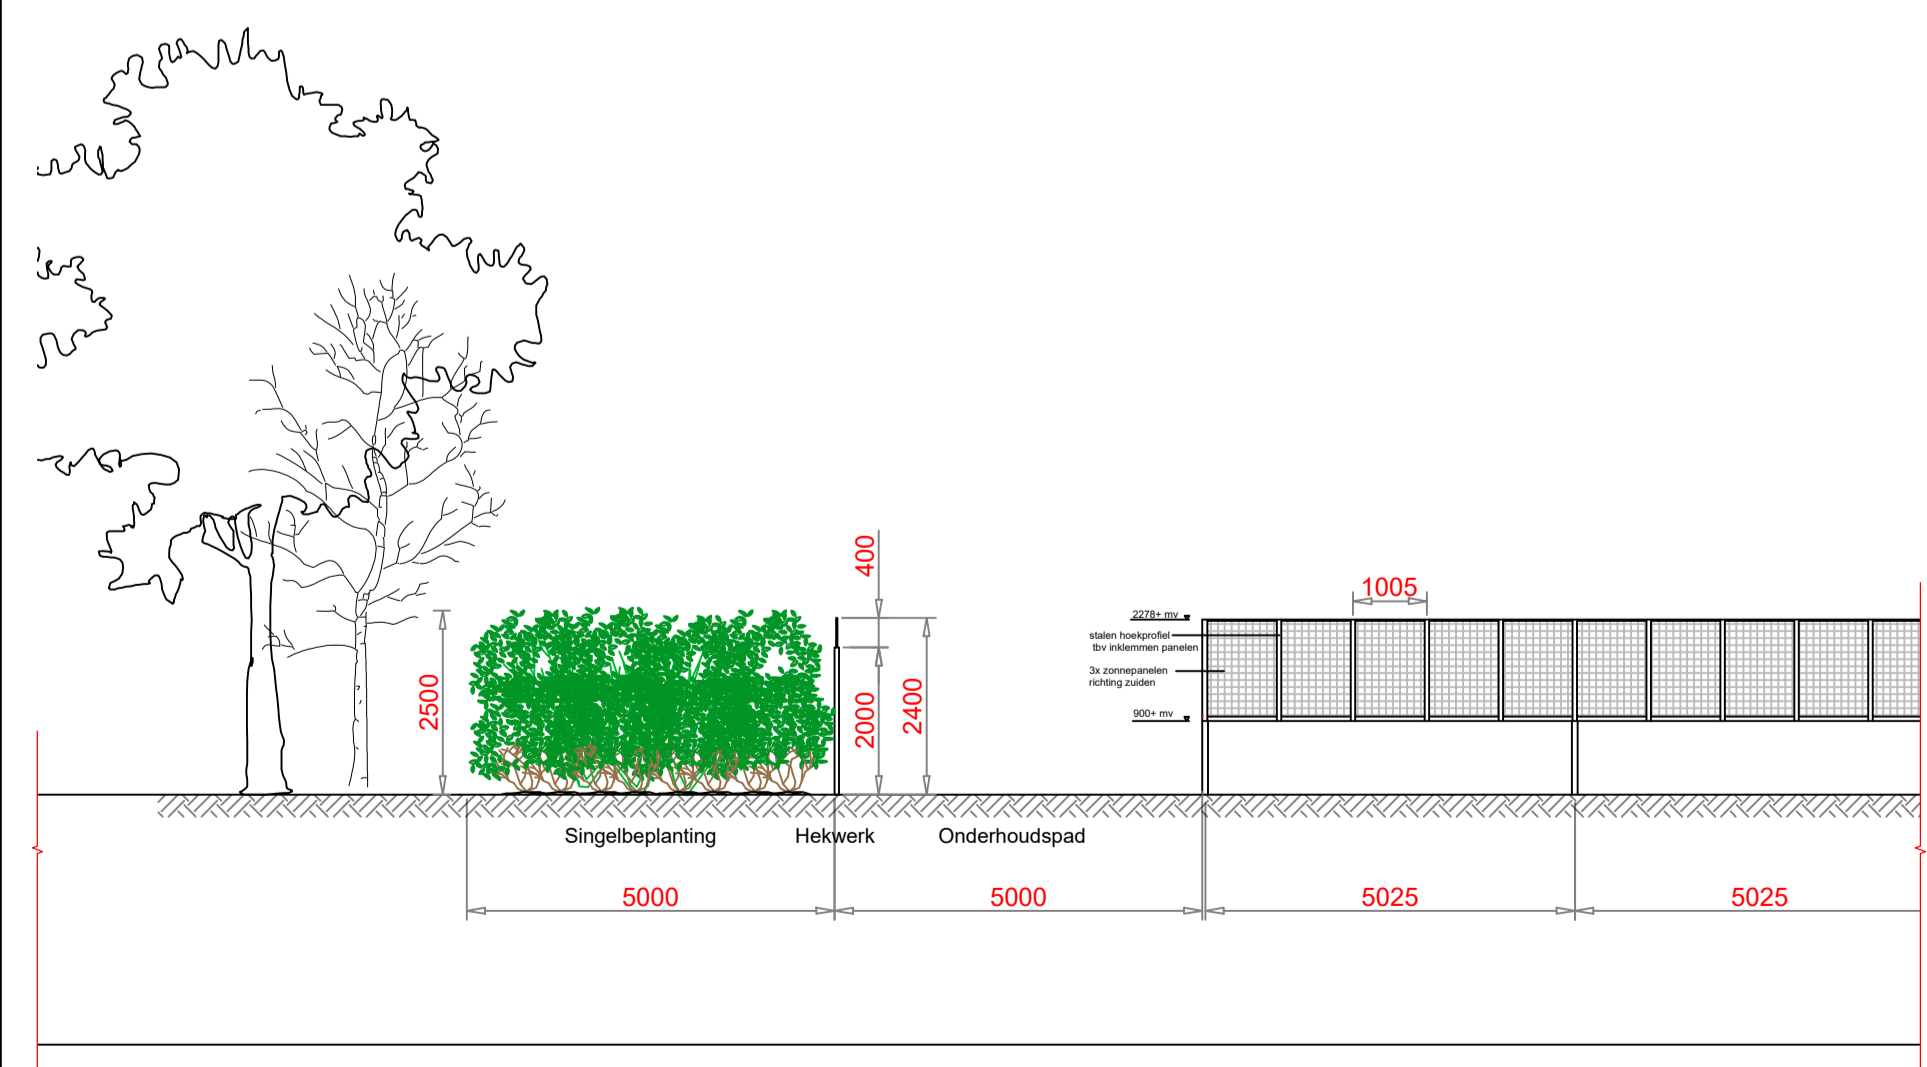 400
1005
2278+ mv
stalen hoekprofiel
tbv inklemmen panelen
3x zonnepanelen
richting zuiden
2500
2000
2400
900+ mv
Singelbeplanting
Hekwerk
Onderhoudspad
5000
5000
5025
5025